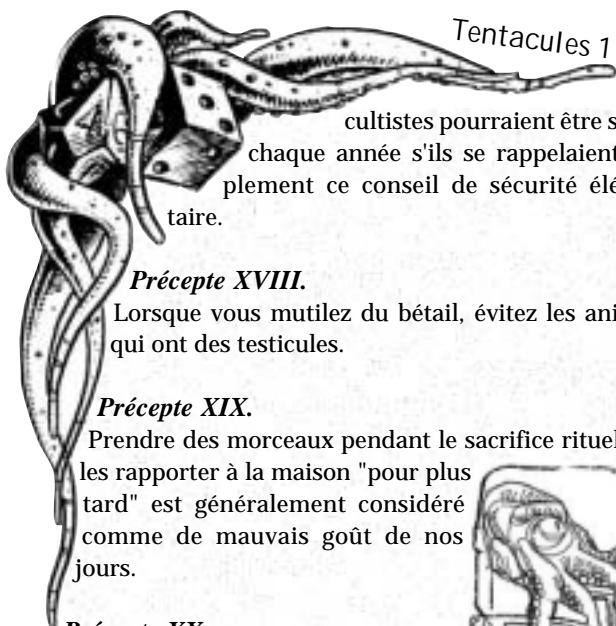 Tentacules 1
cultistes pourraient être
chaque année s'ils se rappelaient
plement ce conseil de sécurité
taire.
Précepte XVIII.
Lorsque vous mutilez du bétail, évitez les
qui ont des testicules.
Précepte XIX.
Prendre des morceaux pendant le sacrifice rituel
les rapporter à la maison "pour plus
tard" est généralement considéré
comme de mauvais goût de nos
jours.
Précepte XX.